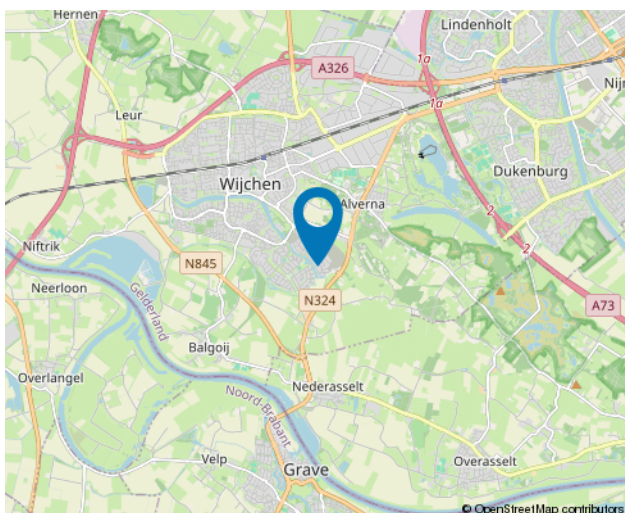 Hernen
Lindenholt
1a
A326
1a
Nijm
Leur
Dukenburg
Wijchen
Alverna
2
2
Niftrik
N845
Neerloon
Gelderland
N324
A73
Balgoij
Overlangel
Nederasselt
Noord-Brabant
Velp
Overasselt
Grave
© OpenStreetMap contributors